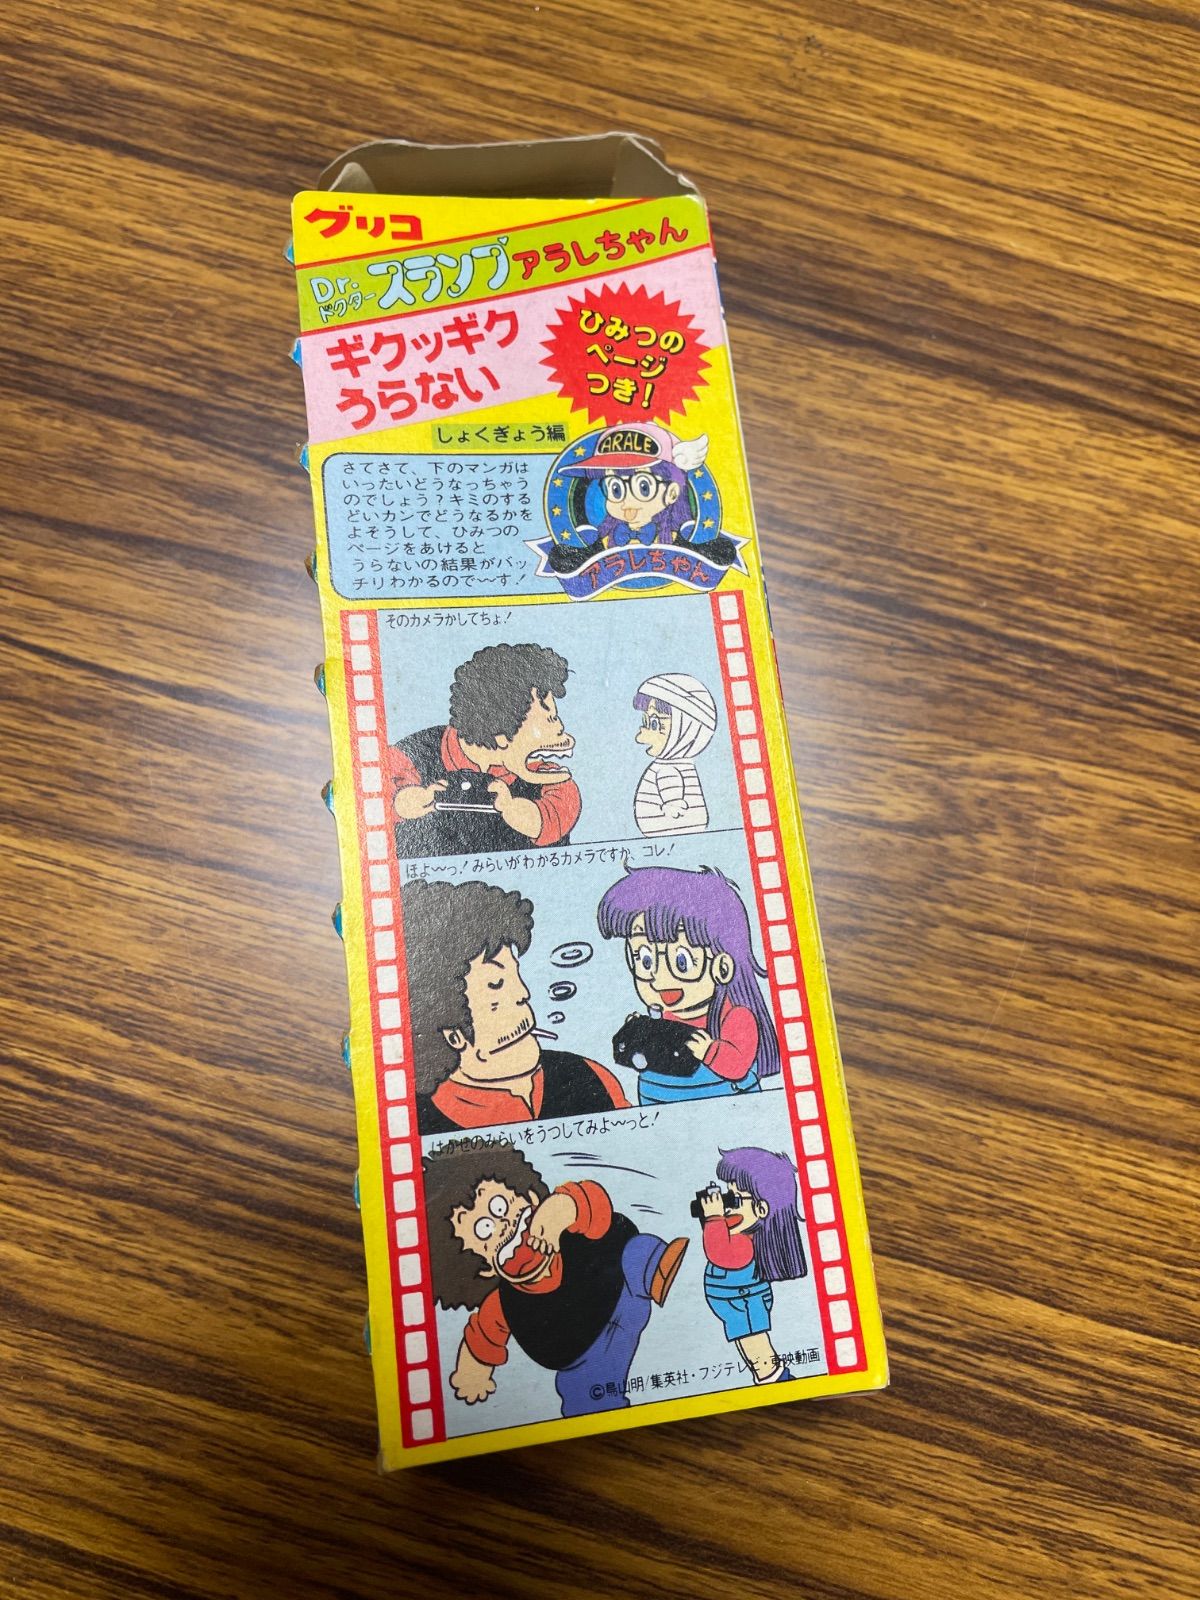 グリコ
Dr.
ドクター
スランプ アラレちゃん
ギクッギク
うらない
ひみつの
ページ
つき!
しょくぎょう編
ARALE
アラレちゃん
さてさて、下のマンガは
いったいどうなっちゃう
のでしょう?キミのする
どいカンでどうなるかを
よそうして、ひみつの
ページをあけると
うらないの結果がバッ
チリわかるので〜す!
そのカメラかしてちょ!
ほよ〜っ!みらいがわかるカメラですか、コレ!
はかせのみらいをうつしてみよ〜っと!
©鳥山明/集英社・フジテレビ・東映動画